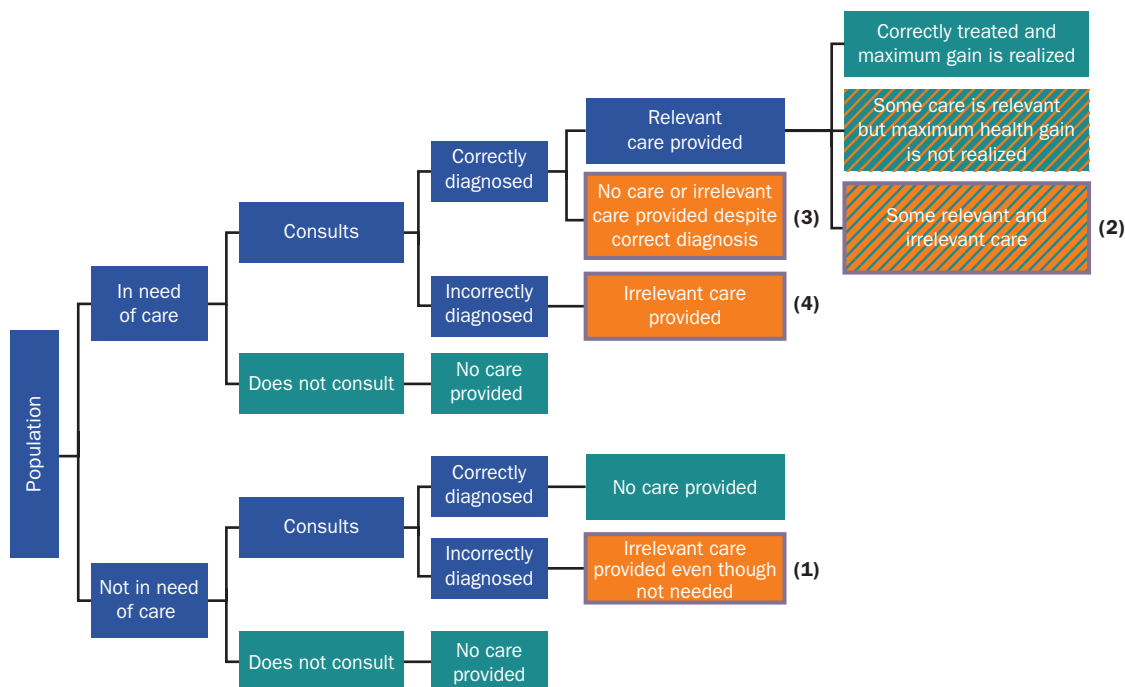 Population
In need
of care
Not in need
of care
Consults
Does not consult
Consults
Does not consult
Correctly
diagnosed
Incorrectly
diagnosed
No care
provided
Correctly
diagnosed
Incorrectly
diagnosed
No care
provided
Relevant
care provided
No care or irrelevant
care provided despite
correct diagnosis
(3)
Irrelevant care
provided
(4)
No care provided
Irrelevant care
provided even though
not needed
(1)
Correctly treated and
maximum gain is realized
Some care is relevant
but maximum health gain
is not realized
Some relevant and
irrelevant care
(2)